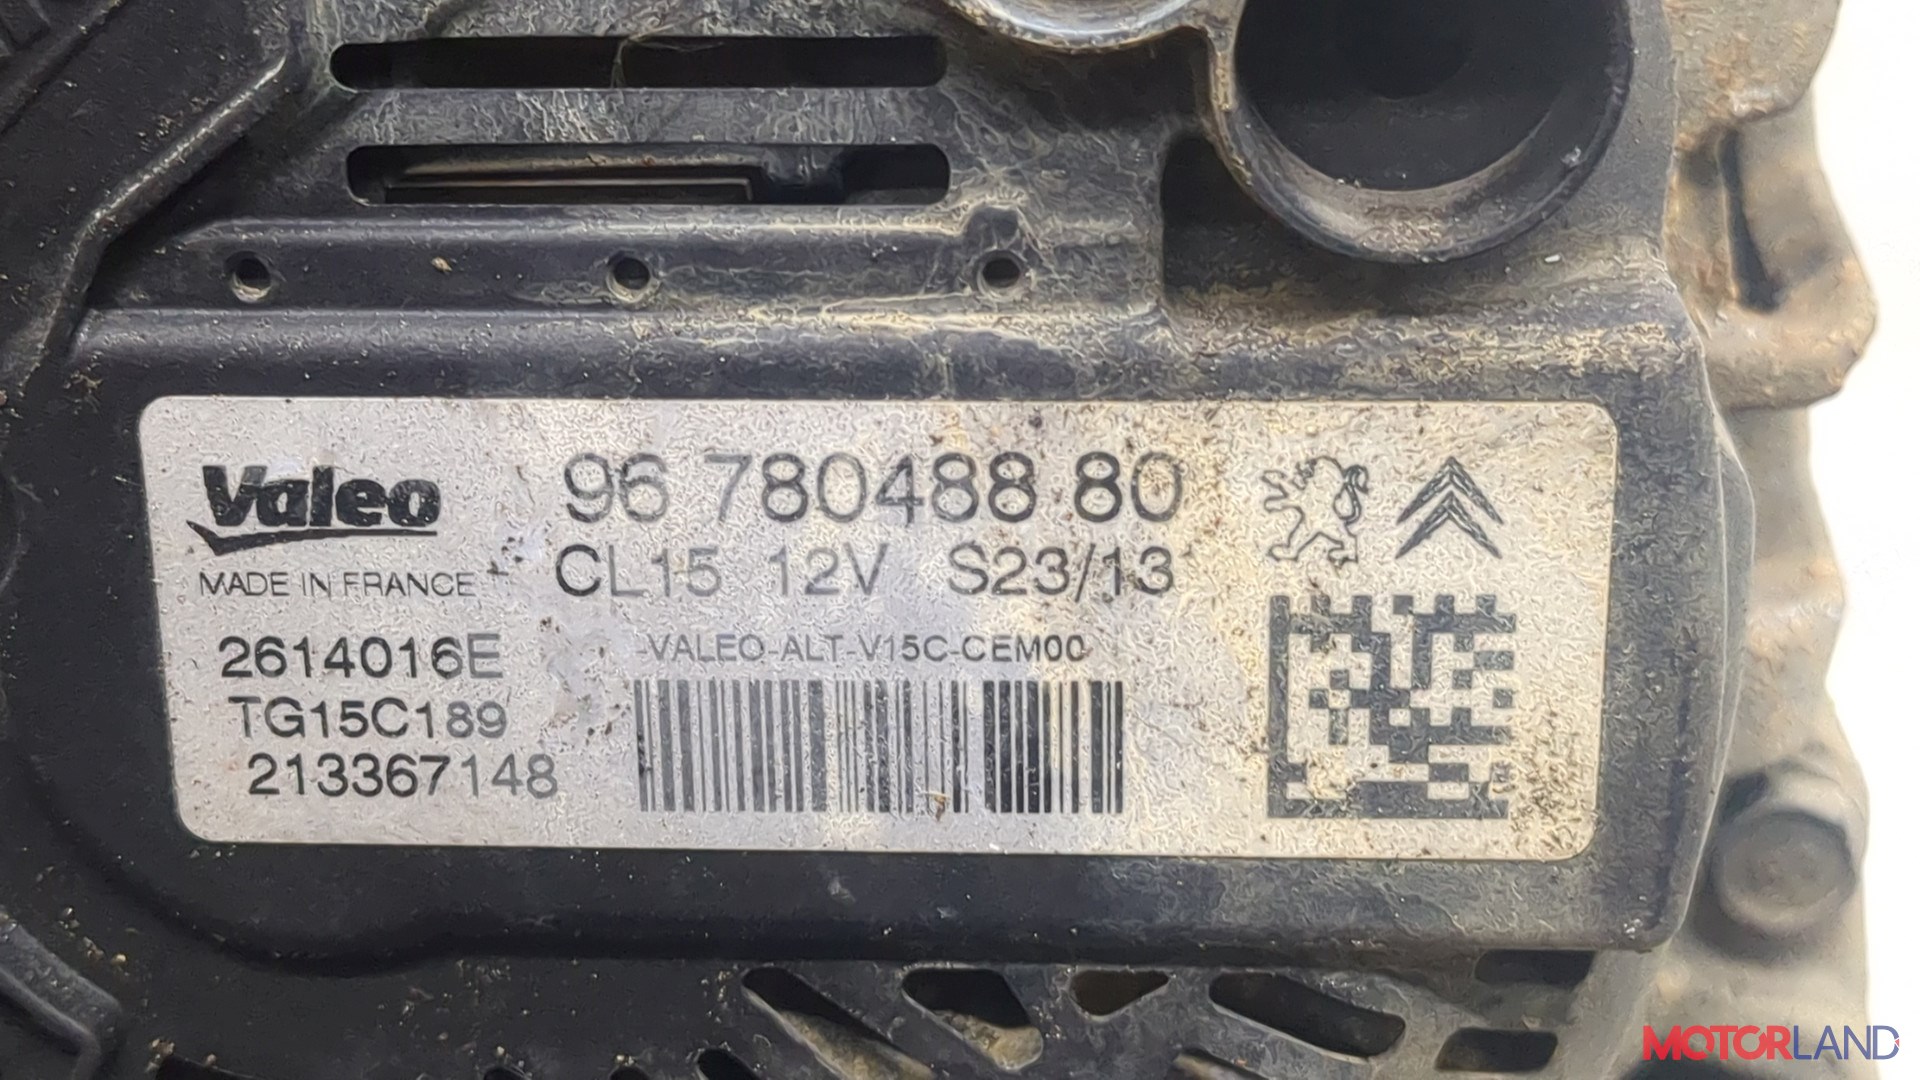 Valeo
96 780488 80
MADE IN FRANCE
CL15 12V S23/13
2614016E
-VALEO-ALT-V15C-CEM00
TG15C189
213367148
MOTORLAND